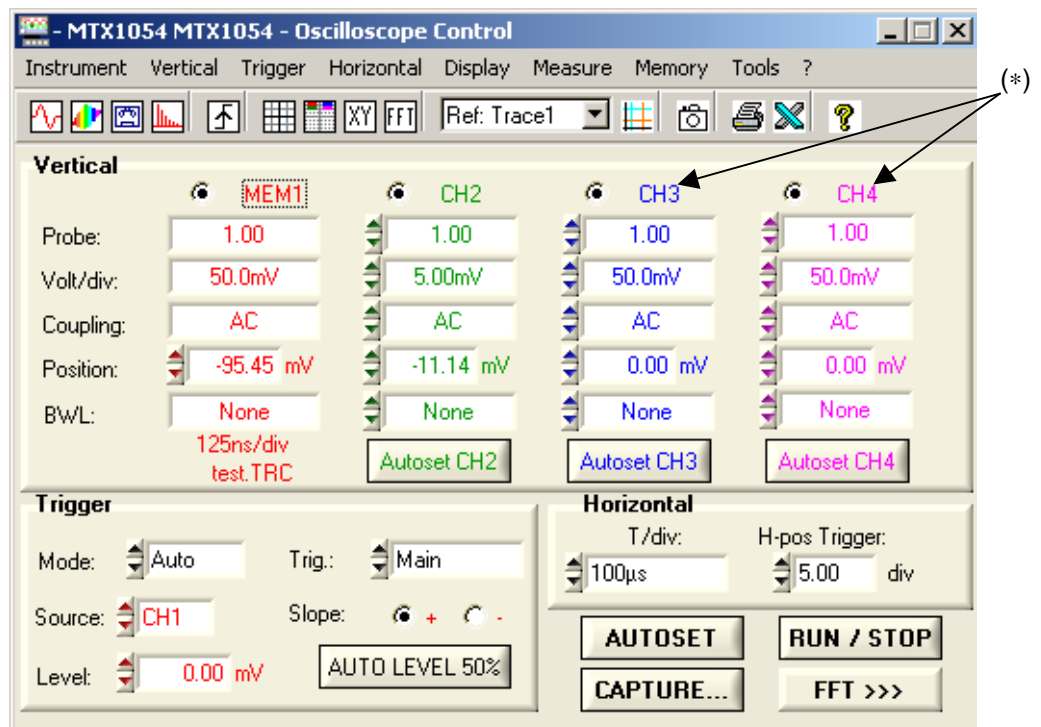 - MTX1054 MTX1054 - Oscilloscope Control
Instrument Vertical Trigger Horizontal Display Measure Memory Tools ?
(*)
XY FFT Ref: Trace1 ?
Vertical
MEM1 CH2 CH3 CH4
Probe: 1.00 1.00 1.00 1.00
Volt/div: 50.0mV 5.00mV 50.0mV 50.0mV
Coupling: AC AC AC AC
Position: -95.45 mV -11.14 mV 0.00 mV 0.00 mV
BWL: None None None None
125ns/div
test.TRC Autoset CH2 Autoset CH3 Autoset CH4
Trigger
Mode: Auto Trig.: Main
Source: CH1 Slope: + -
Level: 0.00 mV AUTO LEVEL 50%
Horizontal
T/div: H-pos Trigger:
100µs 5.00 div
AUTOSET RUN / STOP
CAPTURE... FFT >>>